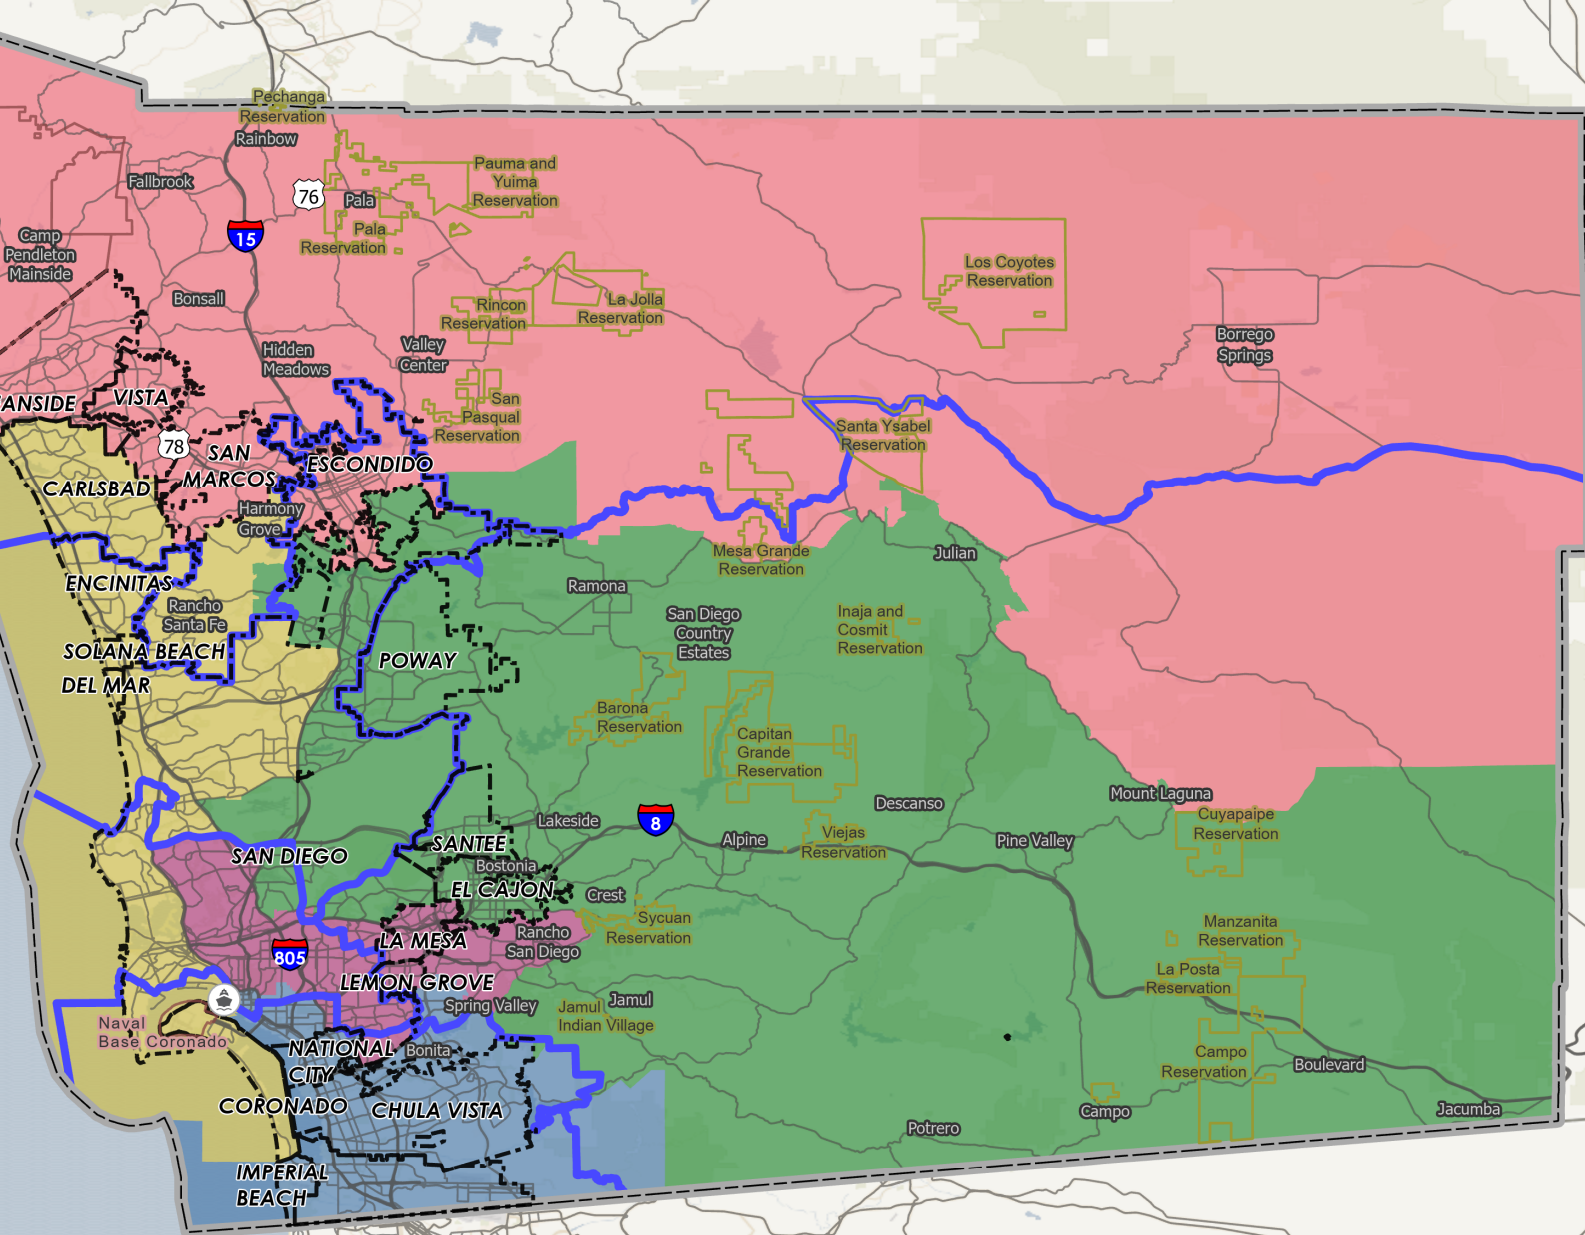 Pechanga
Reservation
Rainbow
Fallbrook
76
Pala
Pauma and
Yuima
Reservation
Pala
Reservation
15
Camp
Pendleton
Mainside
Bonsall
Rincon
Reservation
La Jolla
Reservation
Los Coyotes
Reservation
Borrego
Springs
Hidden
Meadows
Valley
Center
San
Pasqual
Reservation
ANSIDE
VISTA
78
SAN
MARCOS
ESCONDIDO
Santa Ysabel
Reservation
CARLSBAD
Harmony
Grove
Mesa Grande
Reservation
Julian
ENCINITAS
Rancho
Santa Fe
Ramona
San Diego
Country
Estates
Inaja and
Cosmit
Reservation
SOLANA BEACH
DEL MAR
POWAY
Barona
Reservation
Capitan
Grande
Reservation
Mount Laguna
Cuyapaipe
Reservation
Descanso
Lakeside
8
Alpine
Viejas
Reservation
Pine Valley
SAN DIEGO
SANTEE
Bostonia
EL CAJON
Crest
Sycuan
Reservation
LA MESA
Rancho
San Diego
805
LEMON GROVE
Spring Valley
Manzanita
Reservation
La Posta
Reservation
Jamul
Jamul
Indian Village
Naval
Base Coronado
NATIONAL
CITY
Bonita
Campo
Reservation
Boulevard
CORONADO
CHULA VISTA
Campo
Jacumba
Potrero
IMPERIAL
BEACH